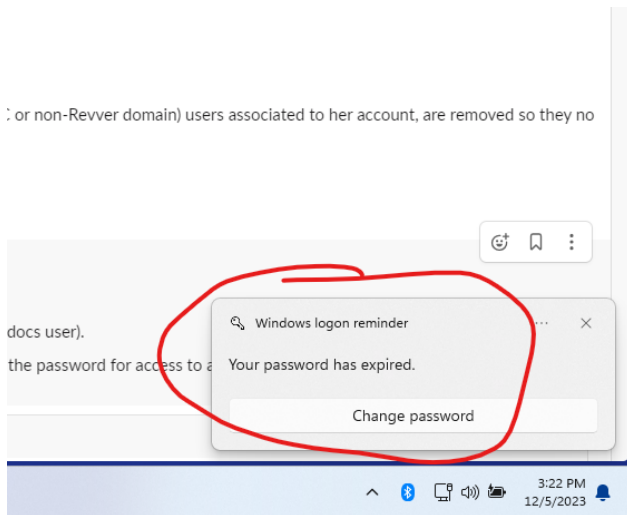 C or non-Revver domain) users associated to her account, are removed so they no
docs user).
the password for access to a
Windows logon reminder
Your password has expired.
Change password
3:22 PM
12/5/2023